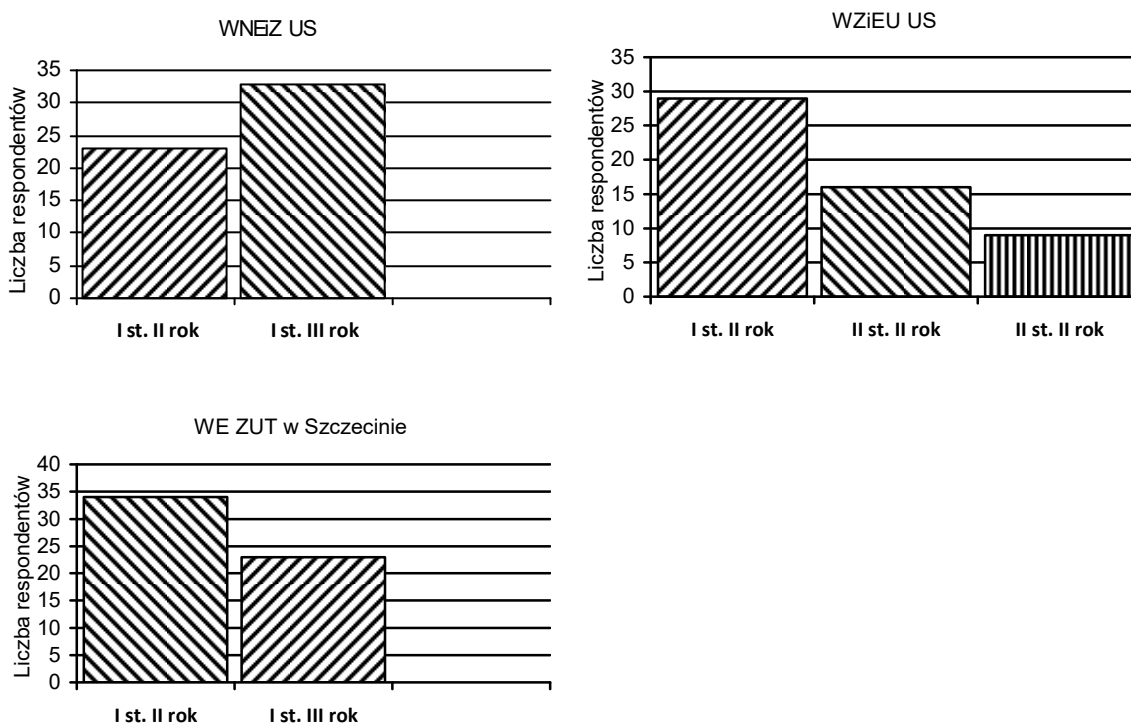 WNEiZ US
Liczba respondentów
35
30
25
20
15
10
5
0
I st. II rok I st. III rok
WZiEU US
Liczba respondentów
35
30
25
20
15
10
5
0
I st. II rok II st. II rok II st. II rok
WE ZUT w Szczecinie
Liczba respondentów
40
35
30
25
20
15
10
5
0
I st. II rok I st. III rok